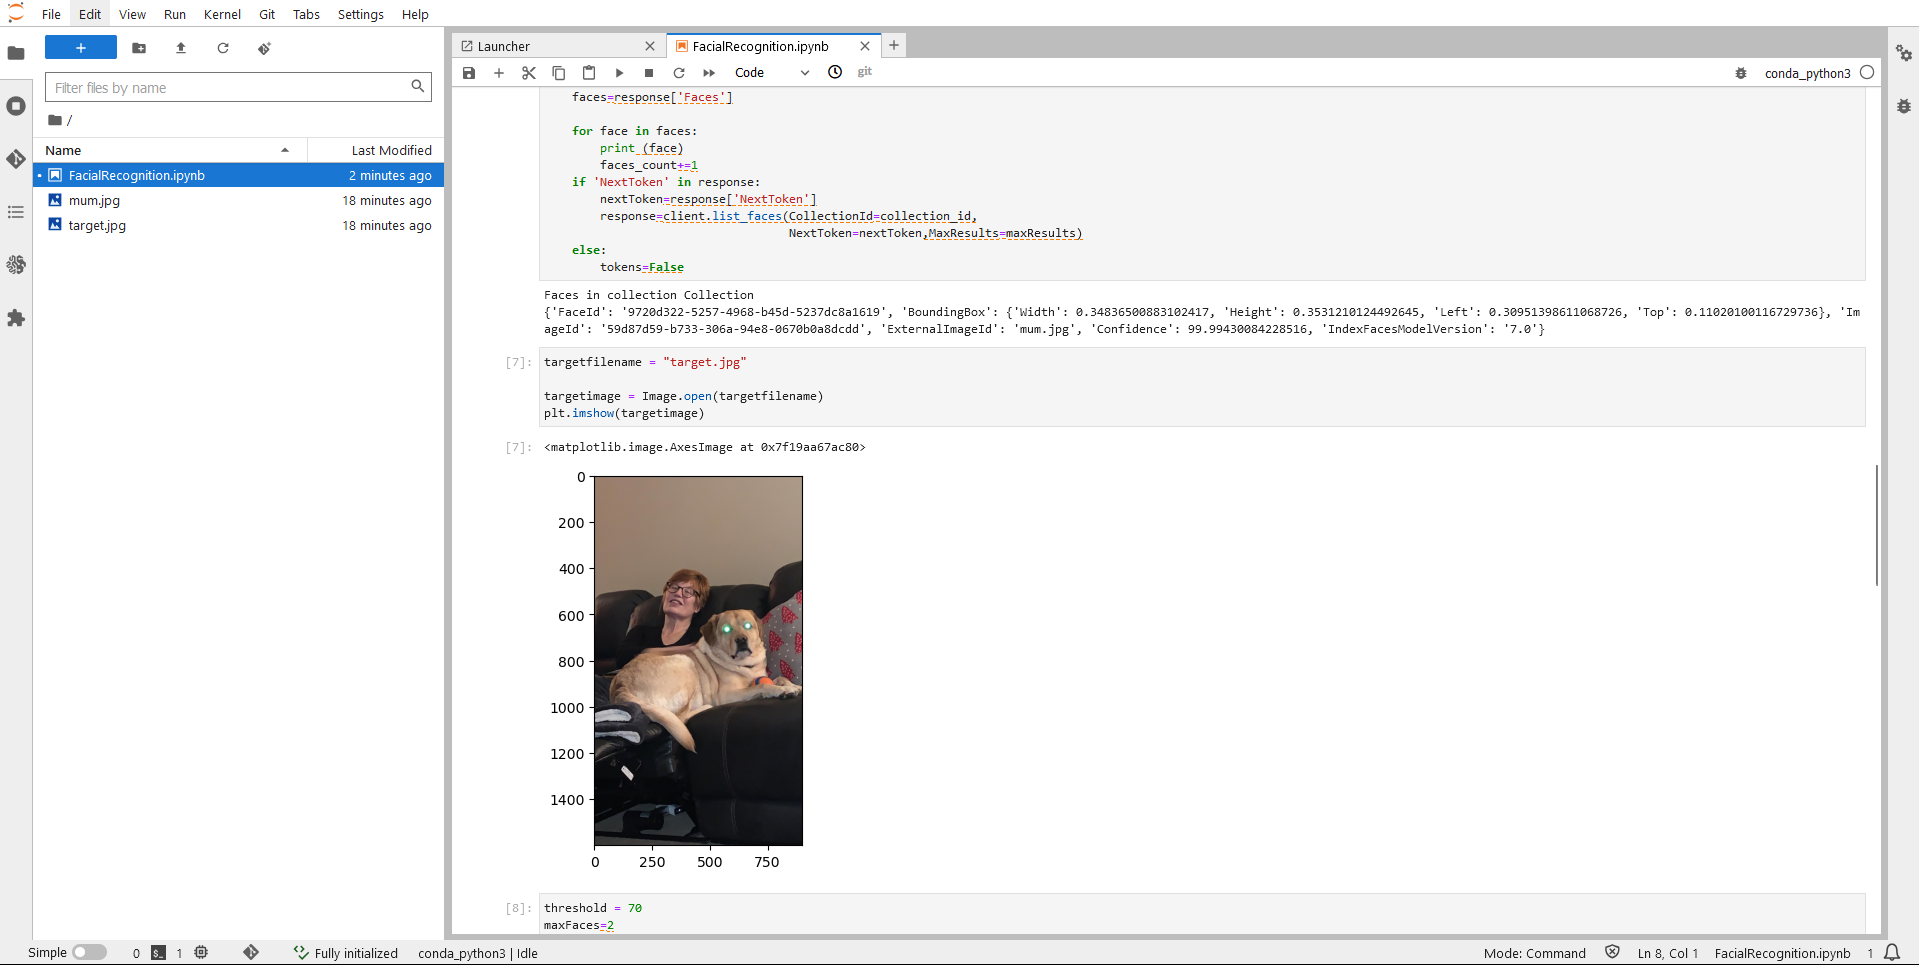 File Edit View Run Kernel Git Tabs Settings Help
Filter files by name
/
Name Last Modified
FacialRecognition.ipynb 2 minutes ago
mum.jpg 18 minutes ago
target.jpg 18 minutes ago
Launcher
FacialRecognition.ipynb
Code
git
conda_python3
faces=response['Faces']
for face in faces:
print (face)
faces_count+=1
if 'NextToken' in response:
nextToken=response['NextToken']
response=client.list_faces(CollectionId=collection_id,
NextToken=nextToken,MaxResults=maxResults)
else:
tokens=False
Faces in collection Collection
{'FaceId': '9720d322-5257-4968-b45d-5237dc8a1619', 'BoundingBox': {'Width': 0.34836500883102417, 'Height': 0.3531210124492645, 'Left': 0.30951398611068726, 'Top': 0.11020100116729736}, 'Im
ageId': '59d87d59-b733-306a-94e8-0670b0a8dcdd', 'ExternalImageId': 'mum.jpg', 'Confidence': 99.99430084228516, 'IndexFacesModelVersion': '7.0'}
[7]: targetfilename = "target.jpg"
targetimage = Image.open(targetfilename)
plt.imshow(targetimage)
[7]: <matplotlib.image.AxesImage at 0x7f19aa67ac80>
0
200
400
600
800
1000
1200
1400
0 250 500 750
[8]: threshold = 70
maxFaces=2
Simple 0 $_ 1 Fully initialized conda_python3 | Idle Mode: Command Ln 8, Col 1 FacialRecognition.ipynb 1